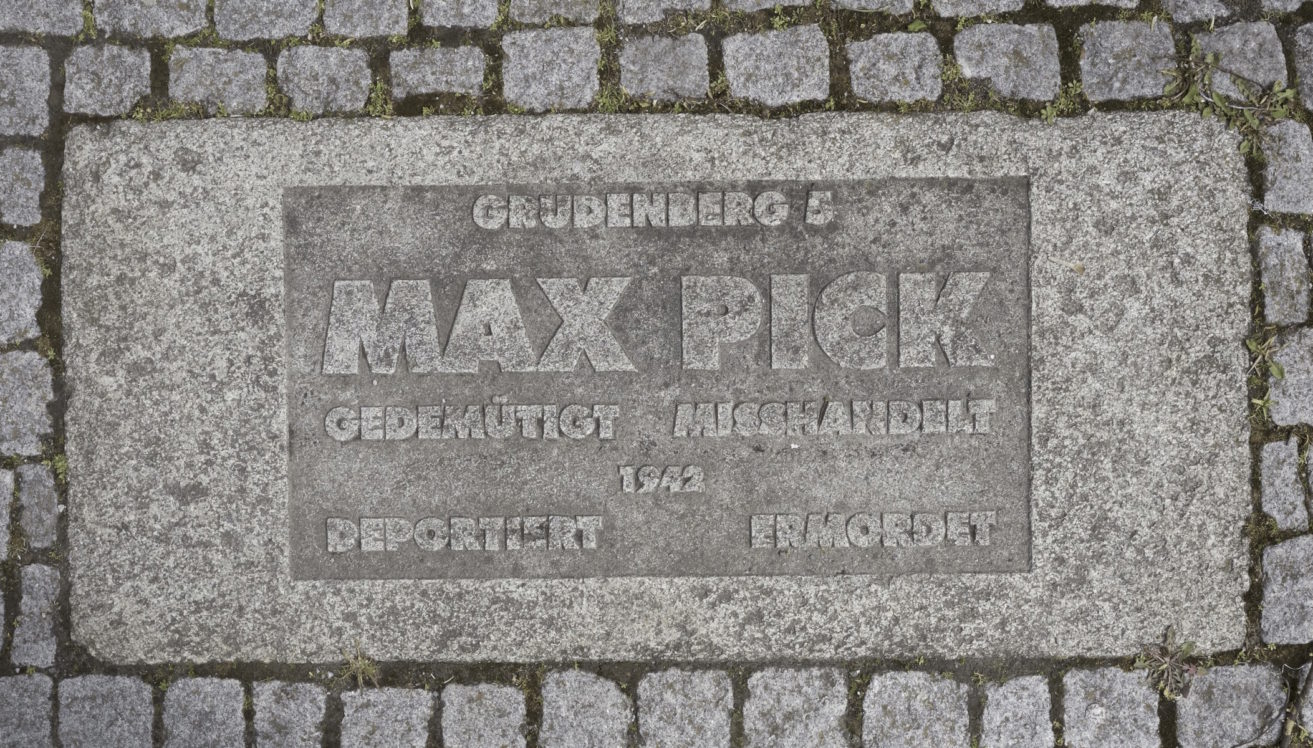 GRUDENBERG 5
MAX PICK
GEDEMÜTIGT MISSHANDELT
1942
DEPORTIERT ERMORDET